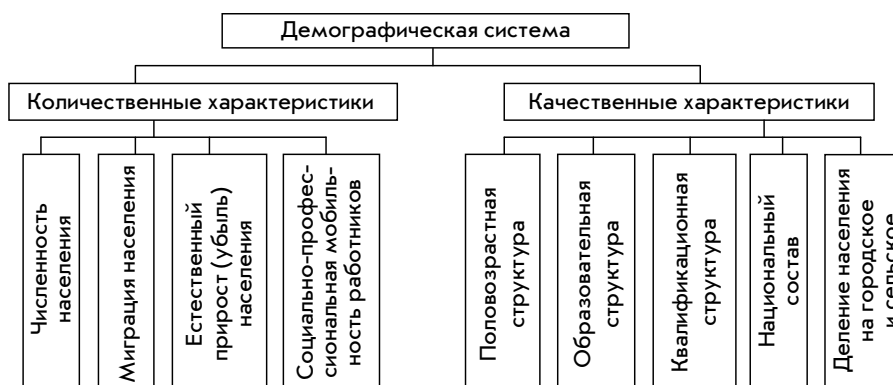 Демографическая система
Количественные характеристики
Качественные характеристики
Численность
населения
Миграция населения
Естественный
прирост (убыль)
населения
Социально-профес-
сиональная мобиль-
ность работников
Половозрастная
структура
Образовательная
структура
Квалификационная
структура
Национальный
состав
Деление населения
на городское
и сельское